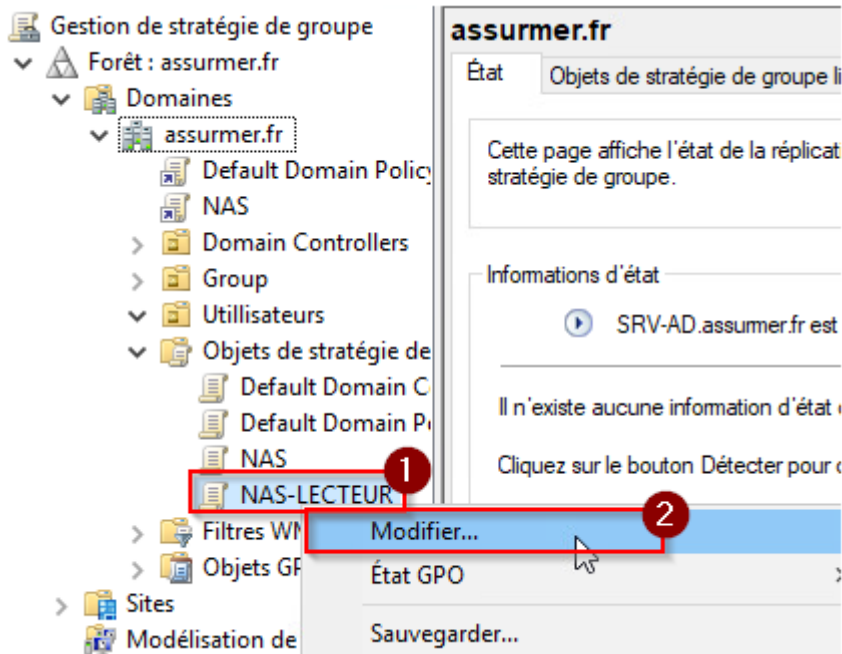 Gestion de stratégie de groupe
Forêt : assurmer.fr
Domaines
assurmer.fr
Default Domain Policy
NAS
Domain Controllers
Group
Utillisateurs
Objets de stratégie de
Default Domain C
Default Domain P
NAS
1
NAS-LECTEUR
Filtres WM
Objets GP
Sites
Modélisation de
Modifier...
2
État GPO
Sauvegarder...
assurmer.fr
État
Objets de stratégie de groupe li
Cette page affiche l'état de la réplicat
stratégie de groupe.
Informations d'état
SRV-AD.assurmer.fr est
Il n'existe aucune information d'état
Cliquez sur le bouton Détecter pour